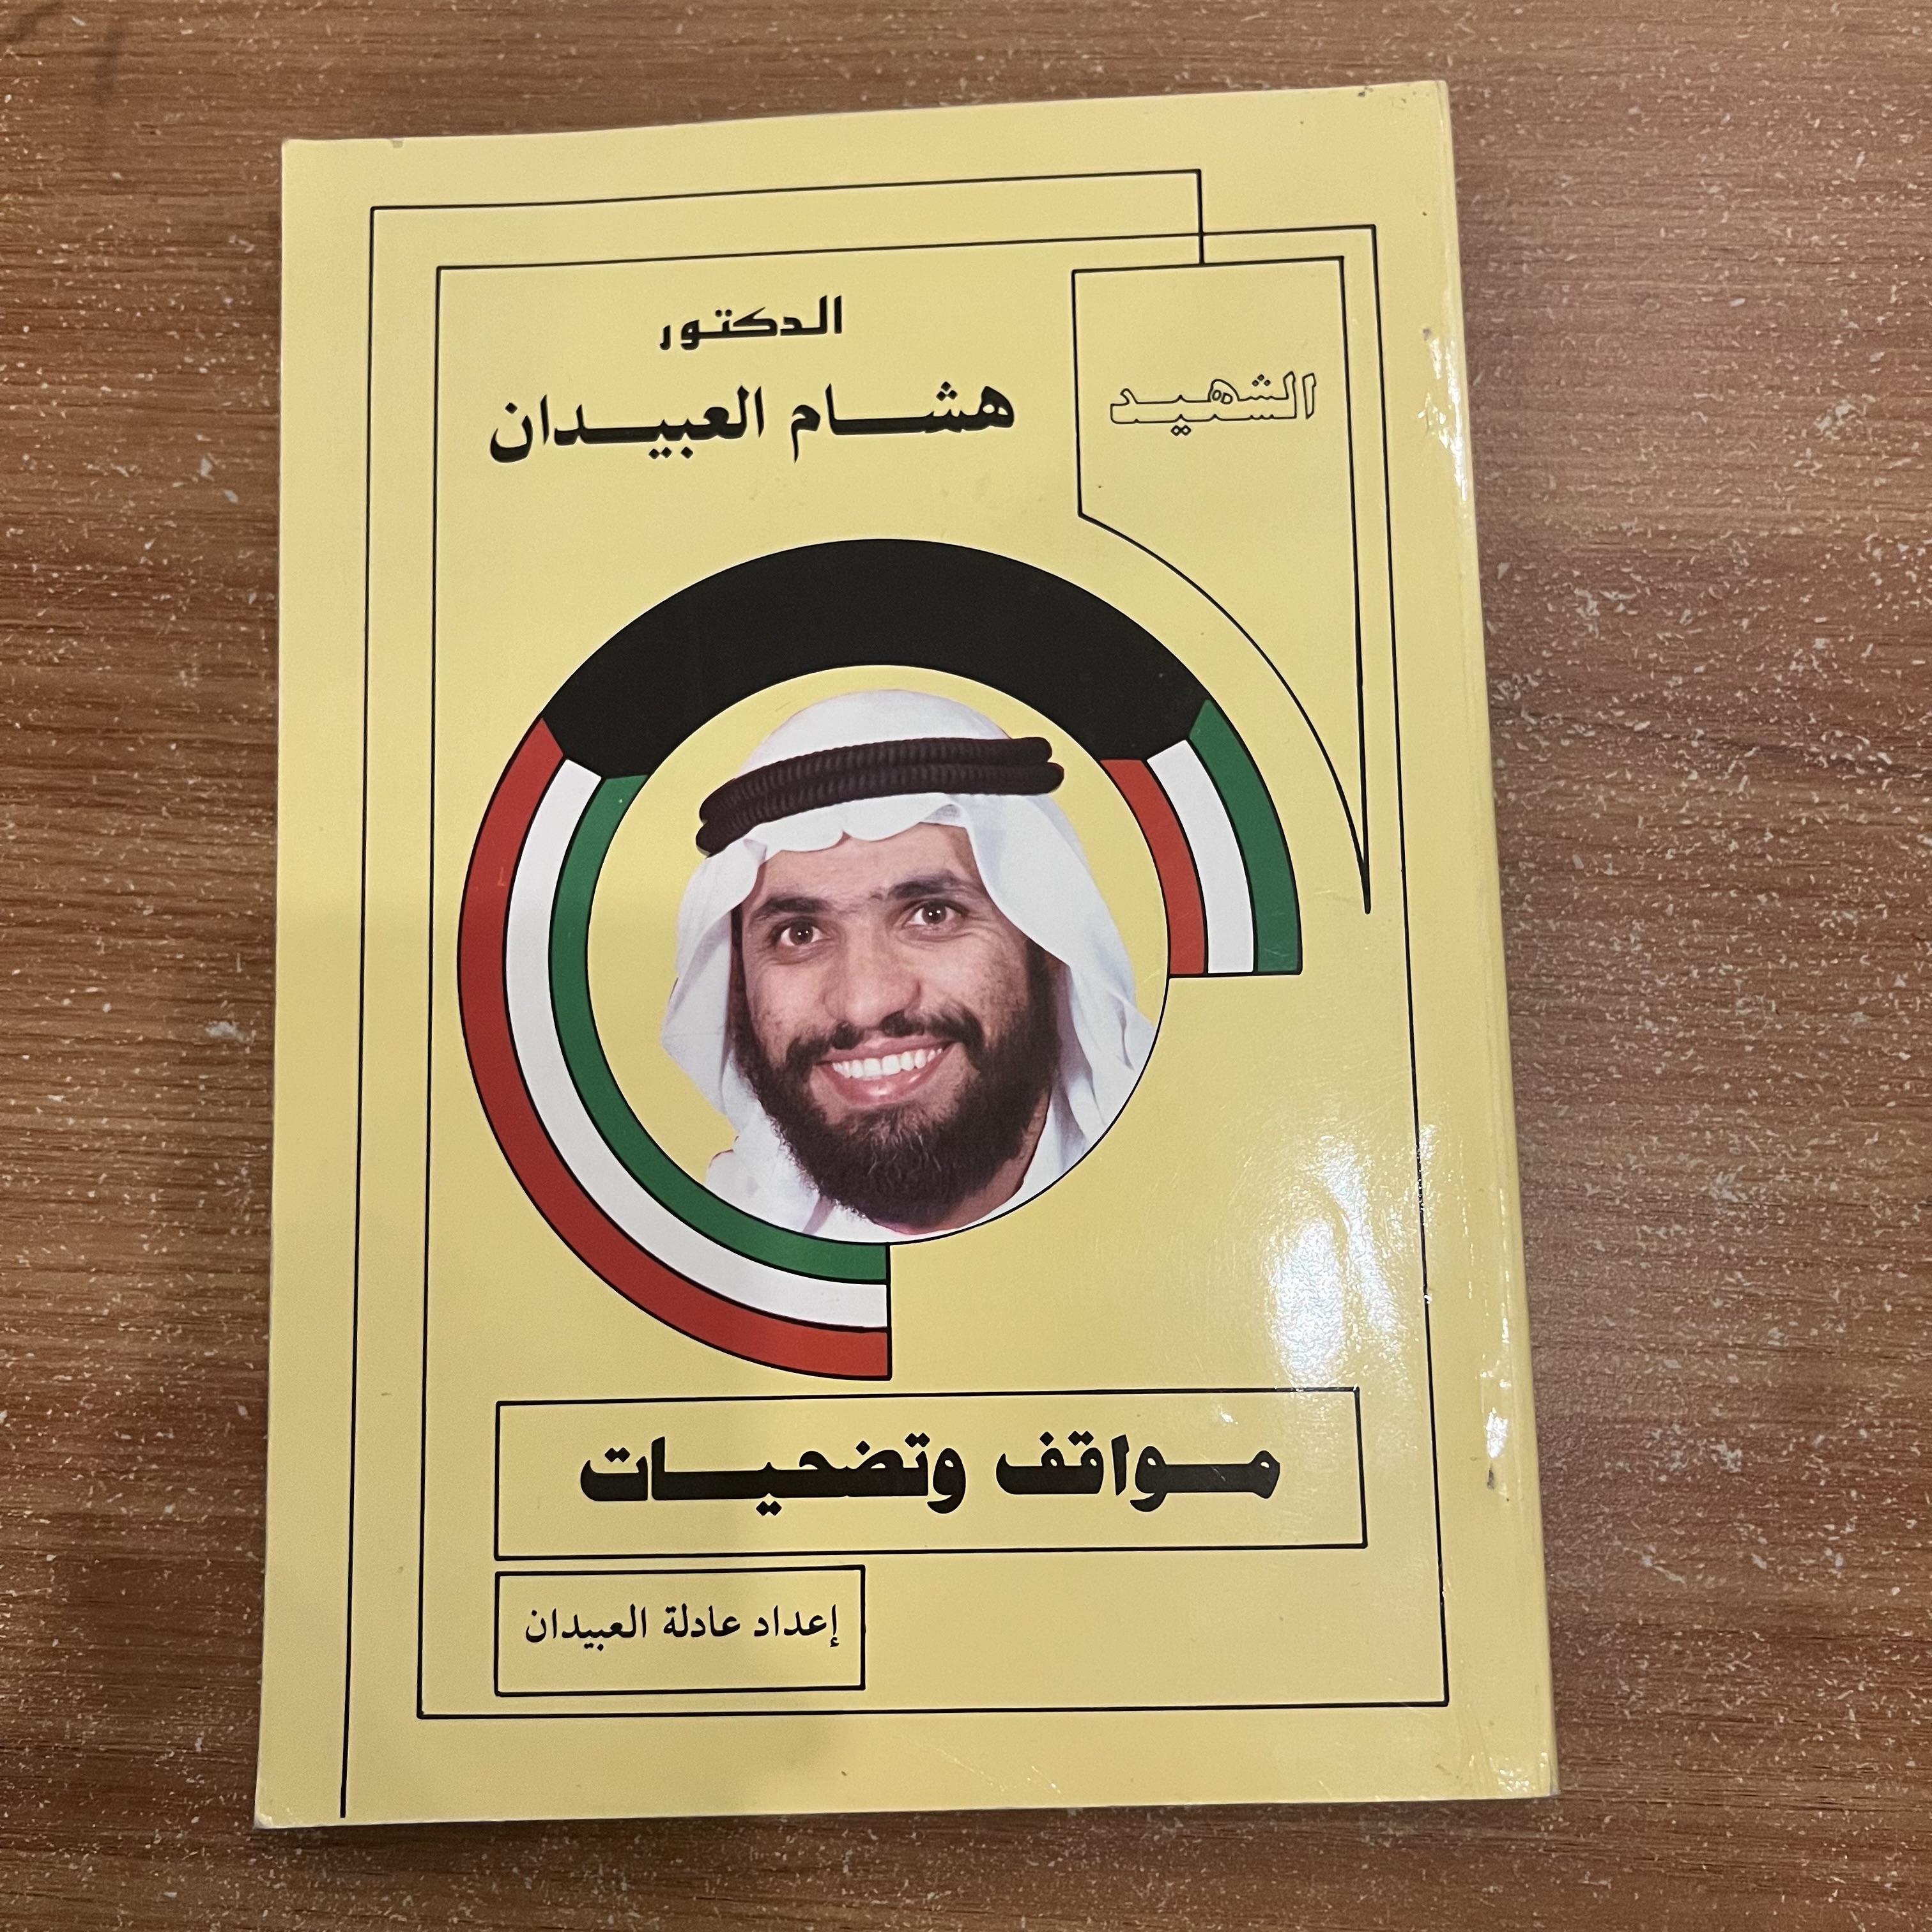 الشهيد
الدكتور
هشام العبيدان
مواقف وتضحيات
إعداد عادلة العبيدان